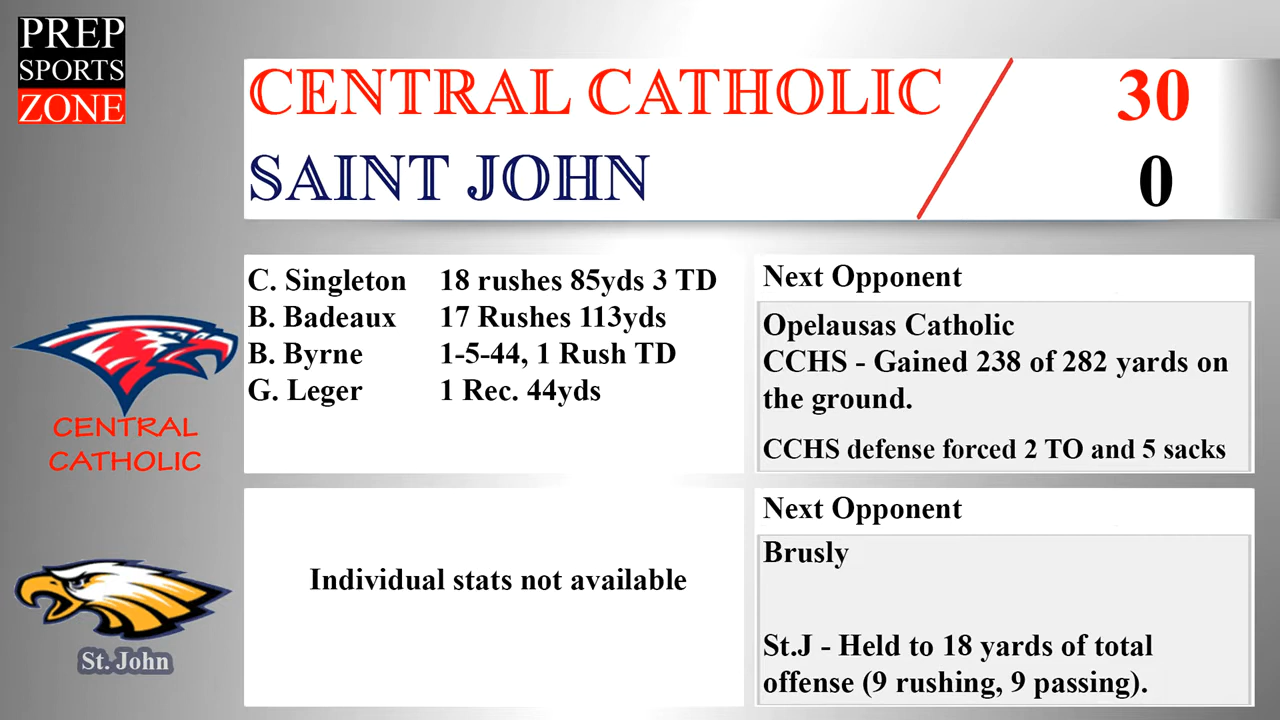 PREP
SPORTS
ZONE
CENTRAL CATHOLIC 30
SAINT JOHN 0
C. Singleton 18 rushes 85yds 3 TD
B. Badeaux 17 Rushes 113yds
B. Byrne 1-5-44, 1 Rush TD
G. Leger 1 Rec. 44yds
Next Opponent
Opelausas Catholic
CCHS - Gained 238 of 282 yards on
the ground.
CCHS defense forced 2 TO and 5 sacks
CENTRAL
CATHOLIC
Individual stats not available
Next Opponent
Brusly
St.J - Held to 18 yards of total
offense (9 rushing, 9 passing).
St. John